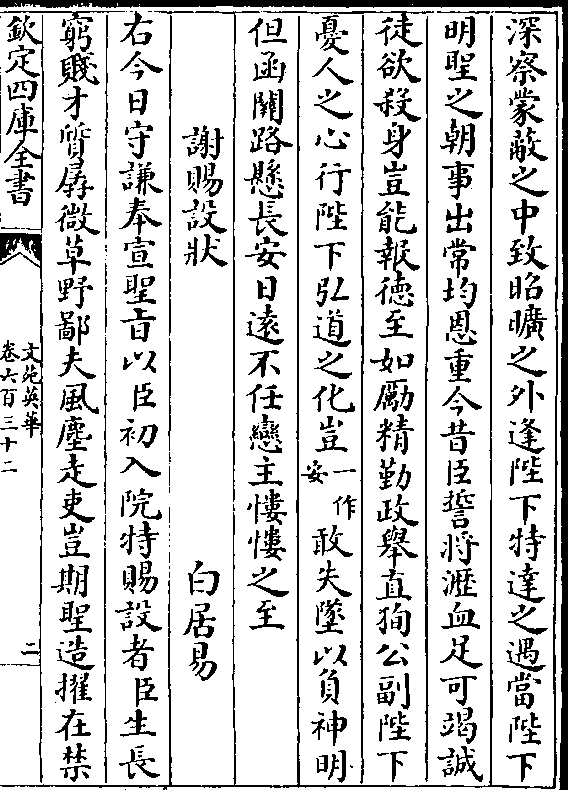 深察蒙蔽之中致昭曠之外逢陛下特達之遇當陛下
明聖之朝事出常均恩重今昔臣誓將瀝血足可竭誠
徒欲殺身豈能報德至如勵精勤政舉直狥公副陛下
憂人之心行陛下弘道之化豈一作安敢失墜以負神明
但函關路懸長安日逺不任戀主慺慺之至
謝賜設狀 白居易
右今日守謙奉宣聖旨以臣初入院特賜設者臣生長
窮賤才質孱微草野鄙夫風塵走吏豈期聖造擢在禁
欽定四庫全書
文苑英華
卷六百三十二
二